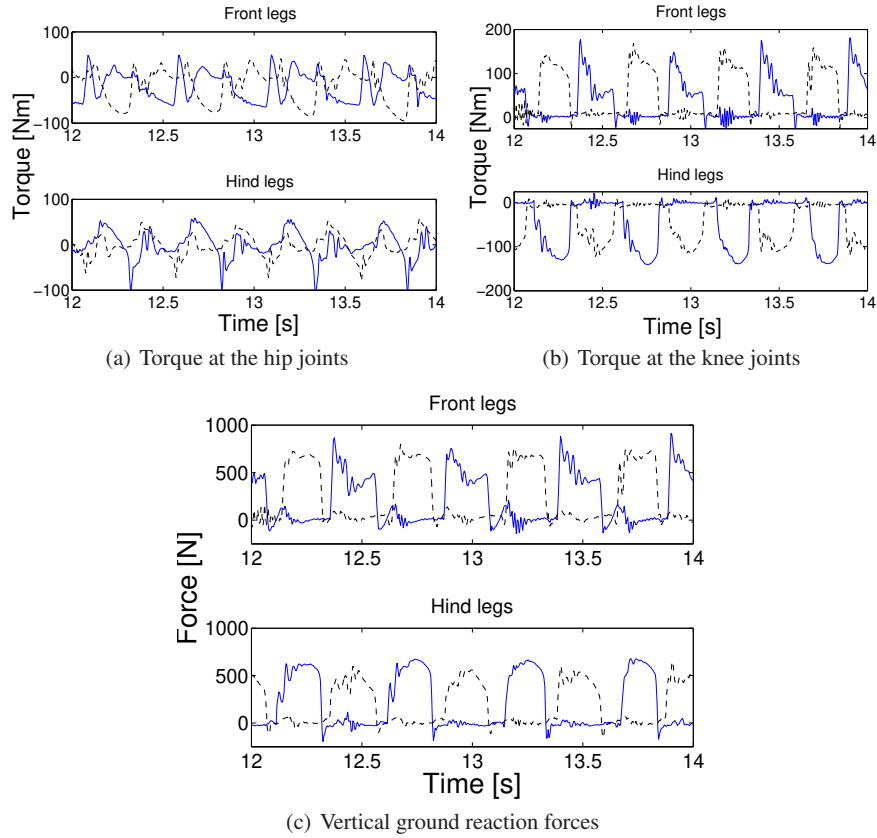 Front legs
100
0
−100
12 12.5 13 13.5 14
Torque [Nm]
Hind legs
100
0
−100
12 12.5 13 13.5 14
Time [s]
(a) Torque at the hip joints
Front legs
200
100
0
12 12.5 13 13.5 14
Torque [Nm]
Hind legs
0
−100
−200
12 12.5 13 13.5 14
Time [s]
(b) Torque at the knee joints
Front legs
1000
500
0
12 12.5 13 13.5 14
Force [N]
Hind legs
1000
500
0
12 12.5 13 13.5 14
Time [s]
(c) Vertical ground reaction forces